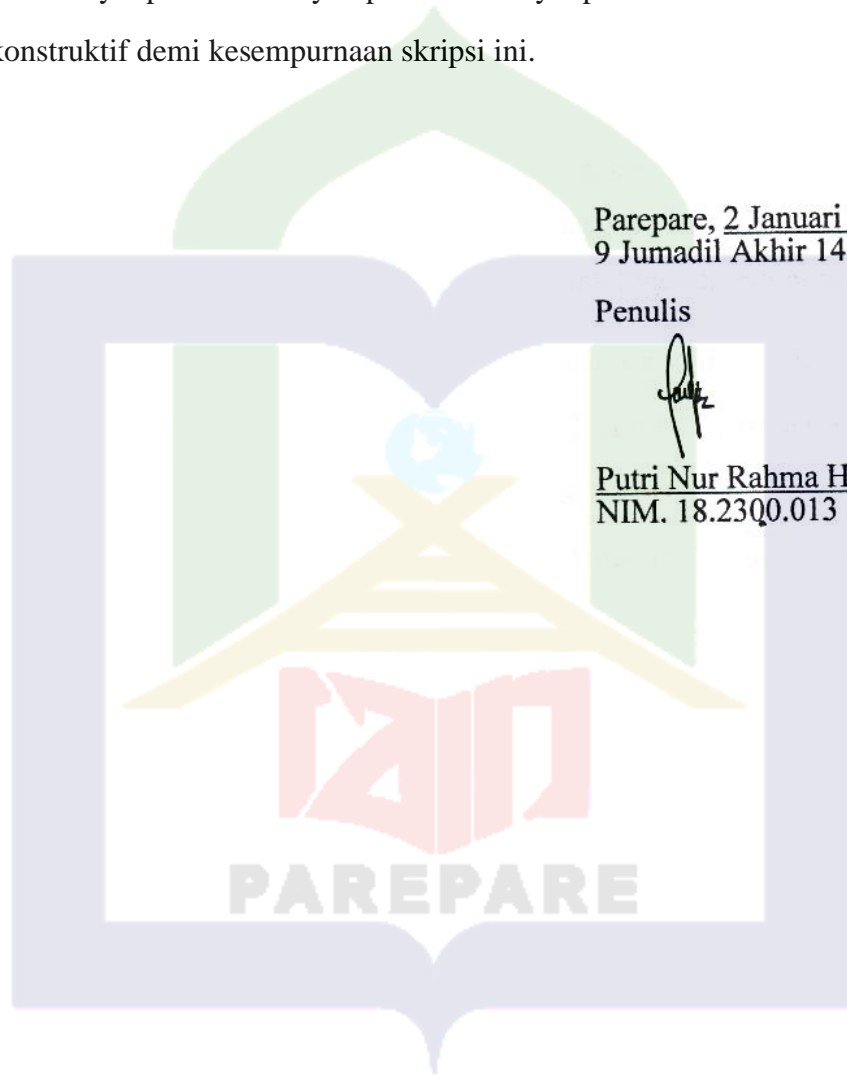 konstruktif demi kesempurnaan skripsi ini.
Parepare, 2 Januari
9 Jumadil Akhir 14
Penulis
Putri Nur Rahma H
NIM. 18.2300.013
IAIN
PAREPARE